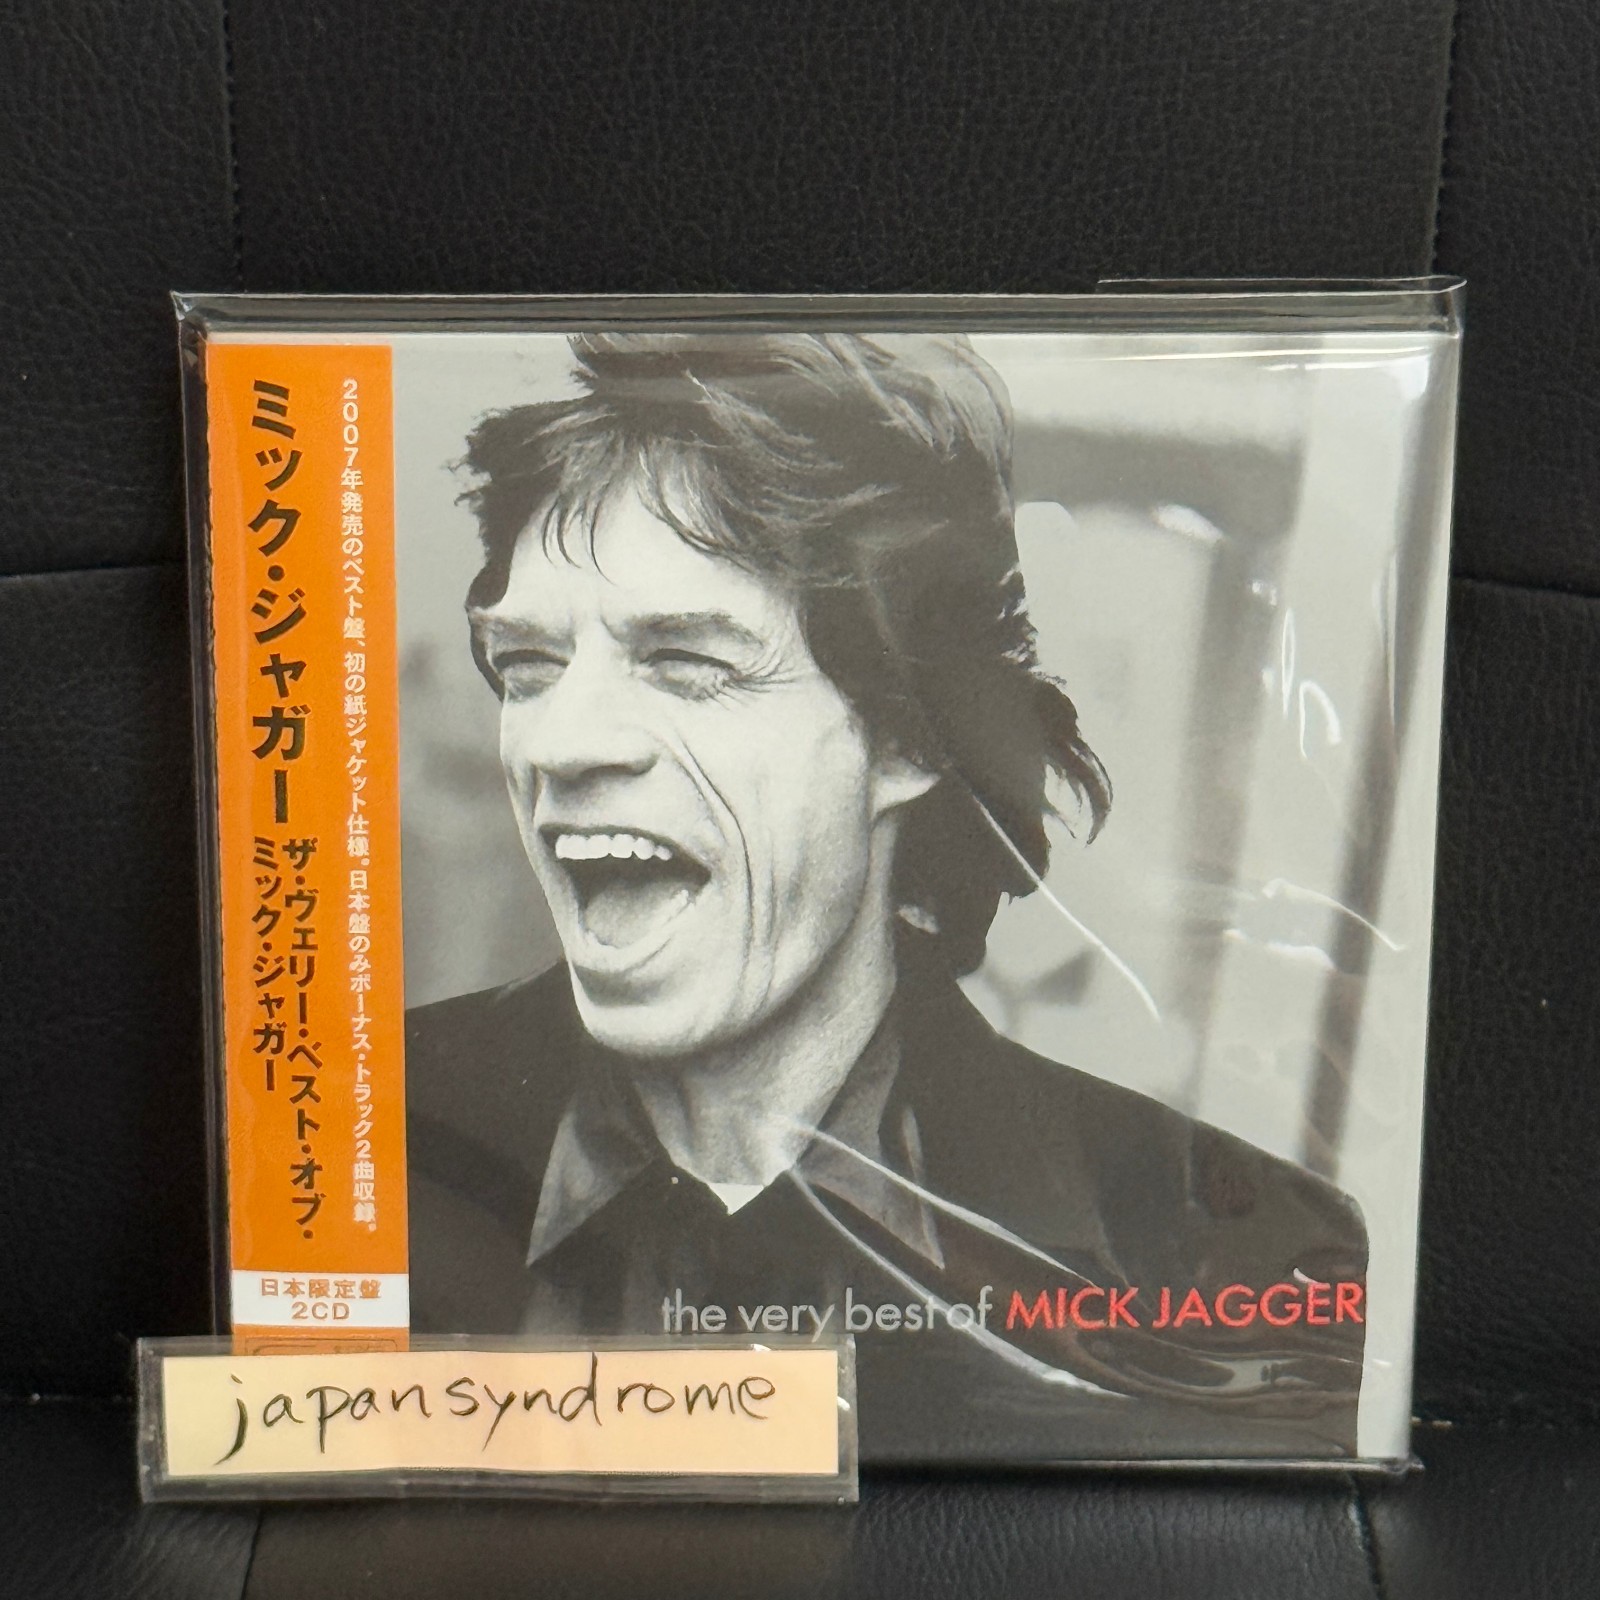 ミック・ジャガー
ザ・ヴェリー・ベスト・オブ・
ミック・ジャガー
2007年発売のベスト盤、初の紙ジャケット仕様。日本盤のみボーナス・トラック2曲収録。
日本限定盤
2CD
the very best of MICK JAGGER
japansyndrome